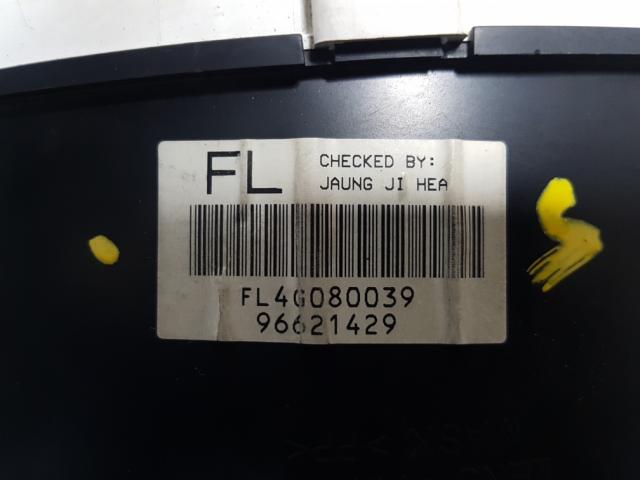 FL
CHECKED BY:
JAUNG JI HEA
FL4G080039
96621429